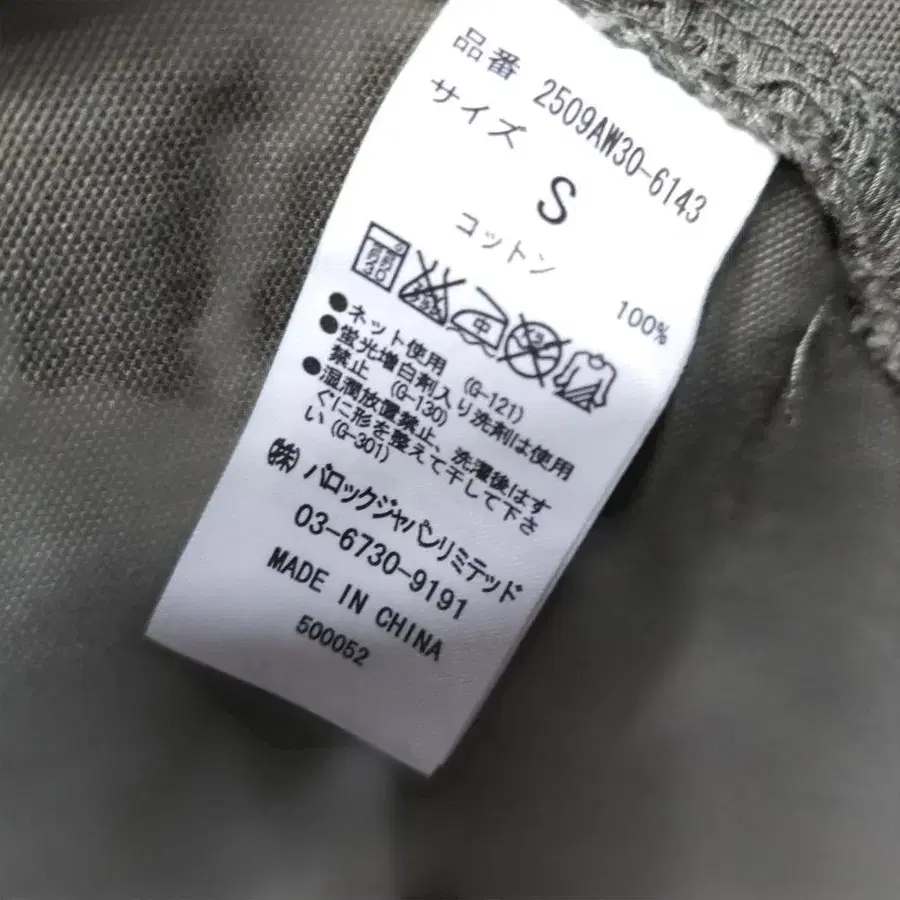 品番 2509AW30-6143
サイズ
S
コットン 100%
中
●ネット使用 (G-121)
●蛍光増白剤入り洗剤は使用
禁止. (G-130)
●湿潤放置禁止、洗濯後はす
ぐに形を整えて干して下さ
い (G-301)
㈱バロックジャパンリミテッド
03-6730-9191
MADE IN CHINA
500052